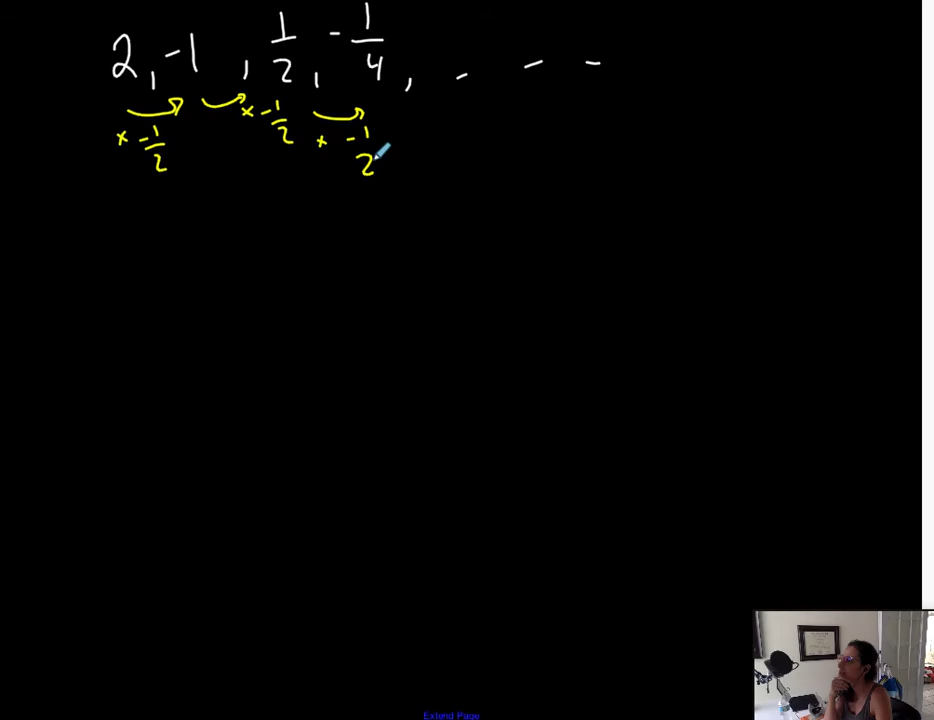 2, -1, 1/2, -1/4, - - -
x -1/2 x -1/2 x -1/2
Extend Page